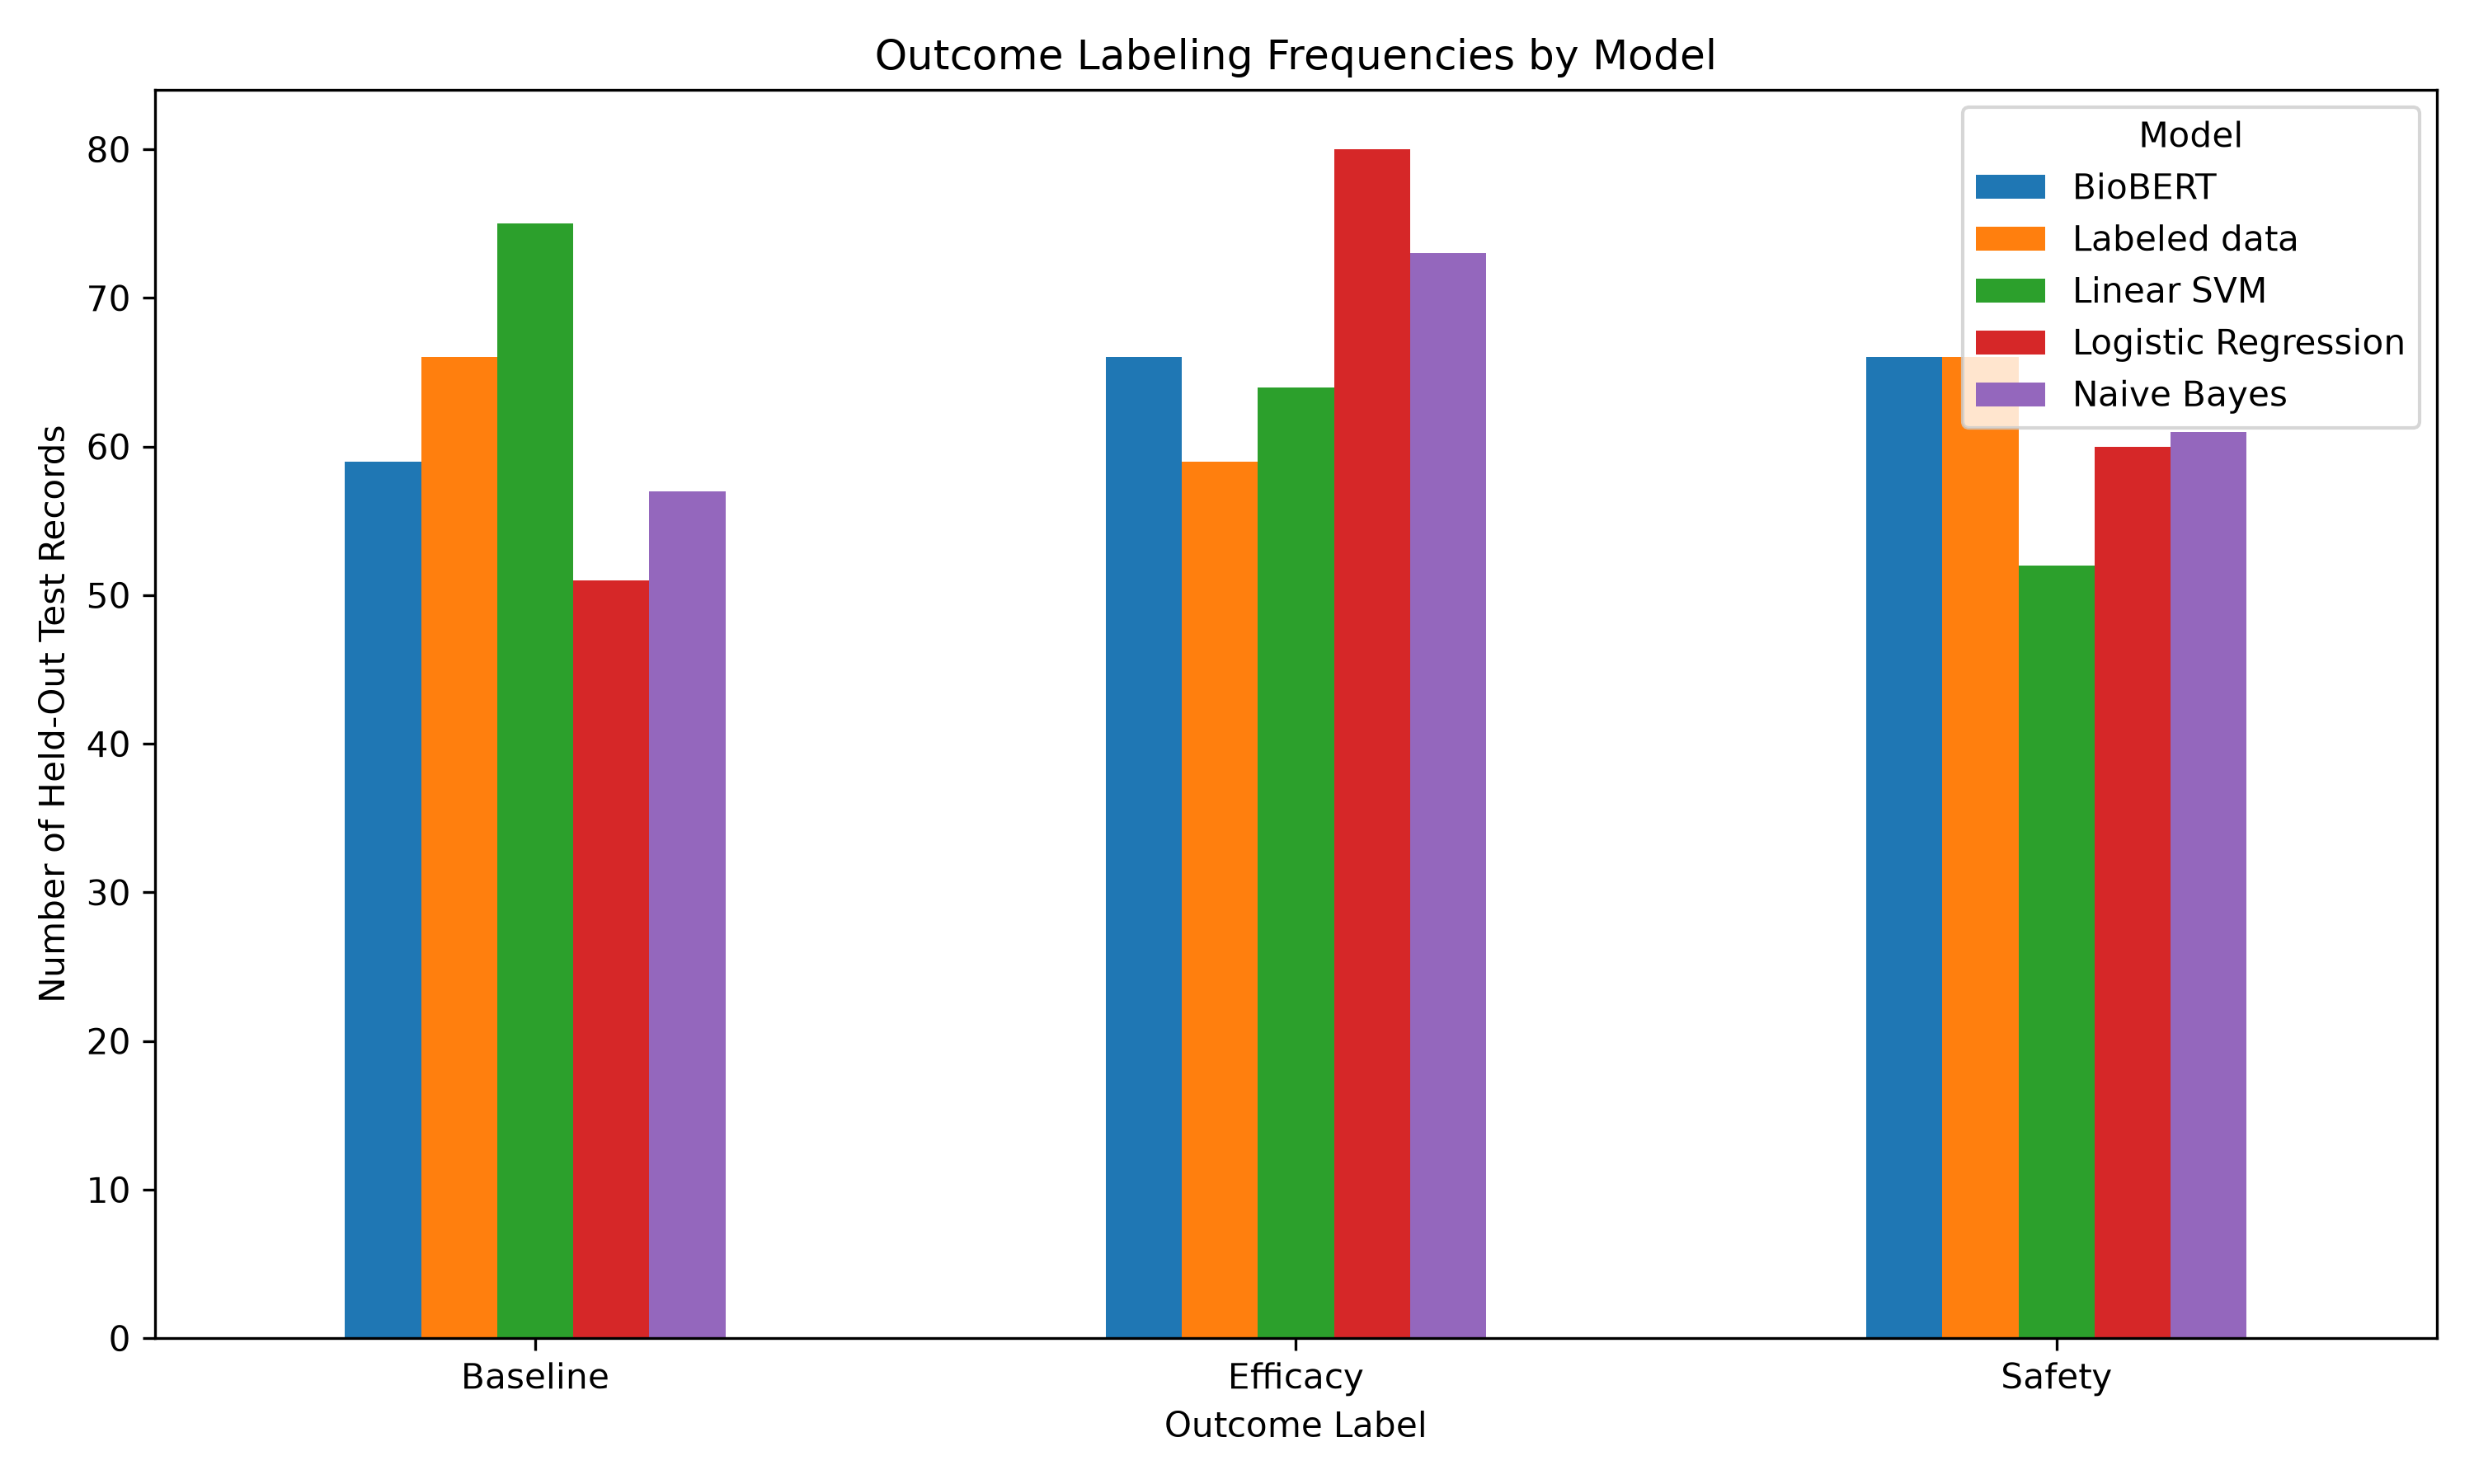 Outcome Labeling Frequencies by Model
Number of Held-Out Test Records
80
70
60
50
40
30
20
10
0
Model
BioBERT
Labeled data
Linear SVM
Logistic Regression
Naive Bayes
Baseline
Efficacy
Safety
Outcome Label